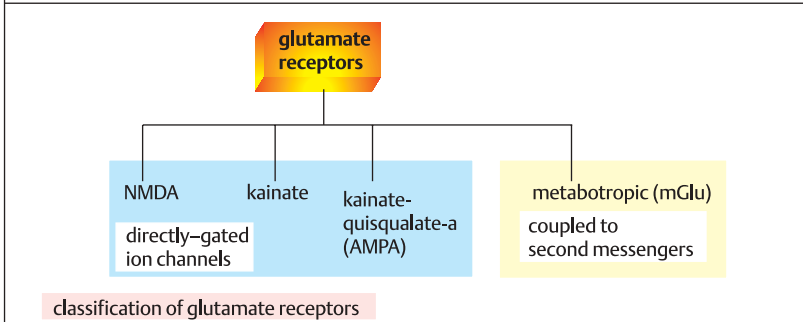 glutamate
receptors
NMDA
kainate
kainate-
quisqualate-a
(AMPA)
metabotropic (mGlu)
directly–gated
ion channels
coupled to
second messengers
classification of glutamate receptors